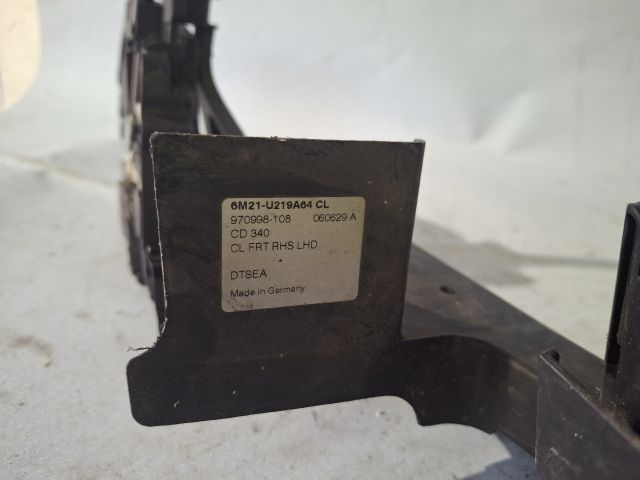 6M21-U219A64 CL
970998-108 060629 A
CD 340
CL FRT RHS LHD
DTSEA
Made in Germany